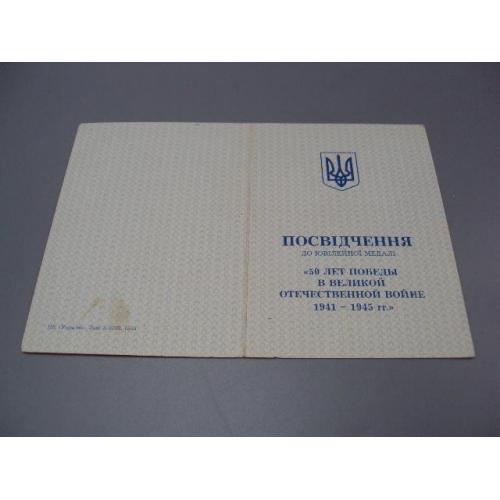 ПОСВІДЧЕННЯ
ДО ЮВІЛЕЙНОЇ МЕДАЛІ
«50 ЛЕТ ПОБЕДЫ
В ВЕЛИКОЙ
ОТЕЧЕСТВЕННОЙ ВОЙНЕ
1941 – 1945 гг.»